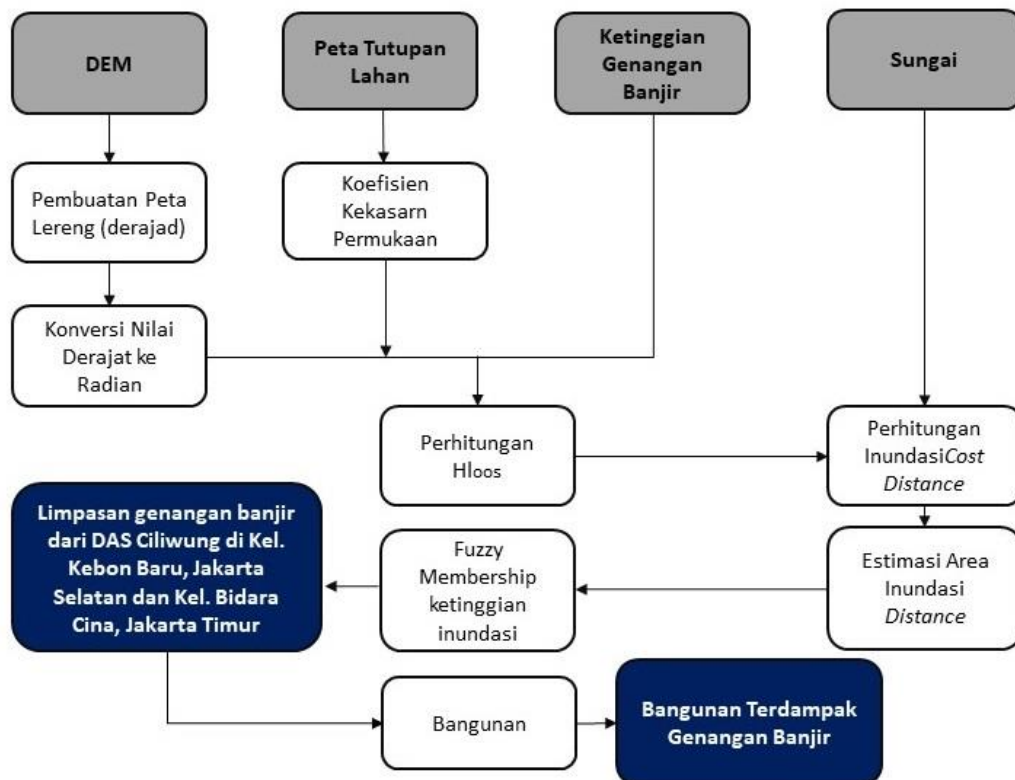 DEM
Peta Tutupan
Lahan
Ketinggian
Genangan
Banjir
Sungai
Pembuatan Peta
Lereng (derajad)
Koefisien
Kekasarn
Permukaan
Konversi Nilai
Derajat ke
Radian
Perhitungan
Hloos
Perhitungan
InundasiCost
Distance
Limpasan genangan banjir
dari DAS Ciliwung di Kel.
Kebon Baru, Jakarta
Selatan dan Kel. Bidara
Cina, Jakarta Timur
Fuzzy
Membership
ketinggian
inundasi
Estimasi Area
Inundasi
Distance
Bangunan
Bangunan Terdampak
Genangan Banjir